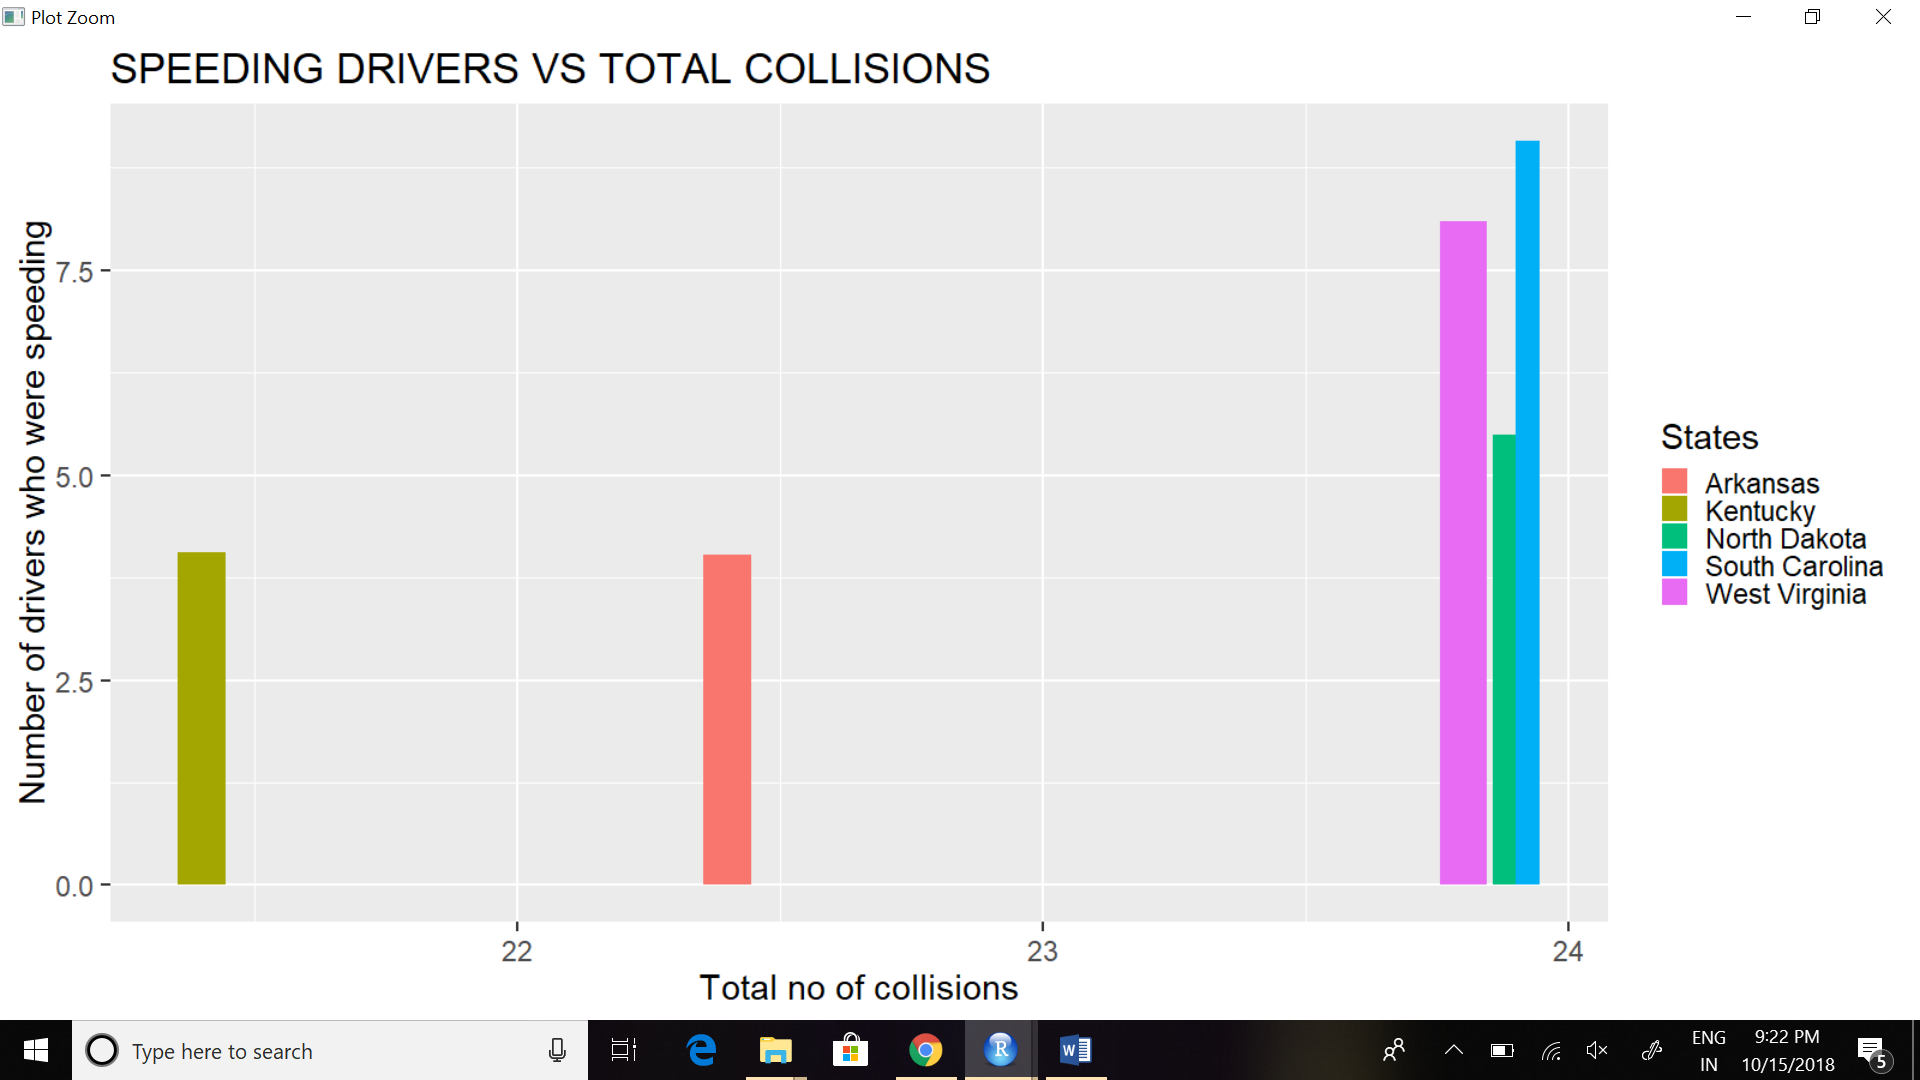 Plot Zoom
SPEEDING DRIVERS VS TOTAL COLLISIONS
Number of drivers who were speeding
7.5
5.0
2.5
0.0
22
23
24
Total no of collisions
States
Arkansas
Kentucky
North Dakota
South Carolina
West Virginia
Type here to search
e
R
W
ENG
IN
9:22 PM
10/15/2018
5